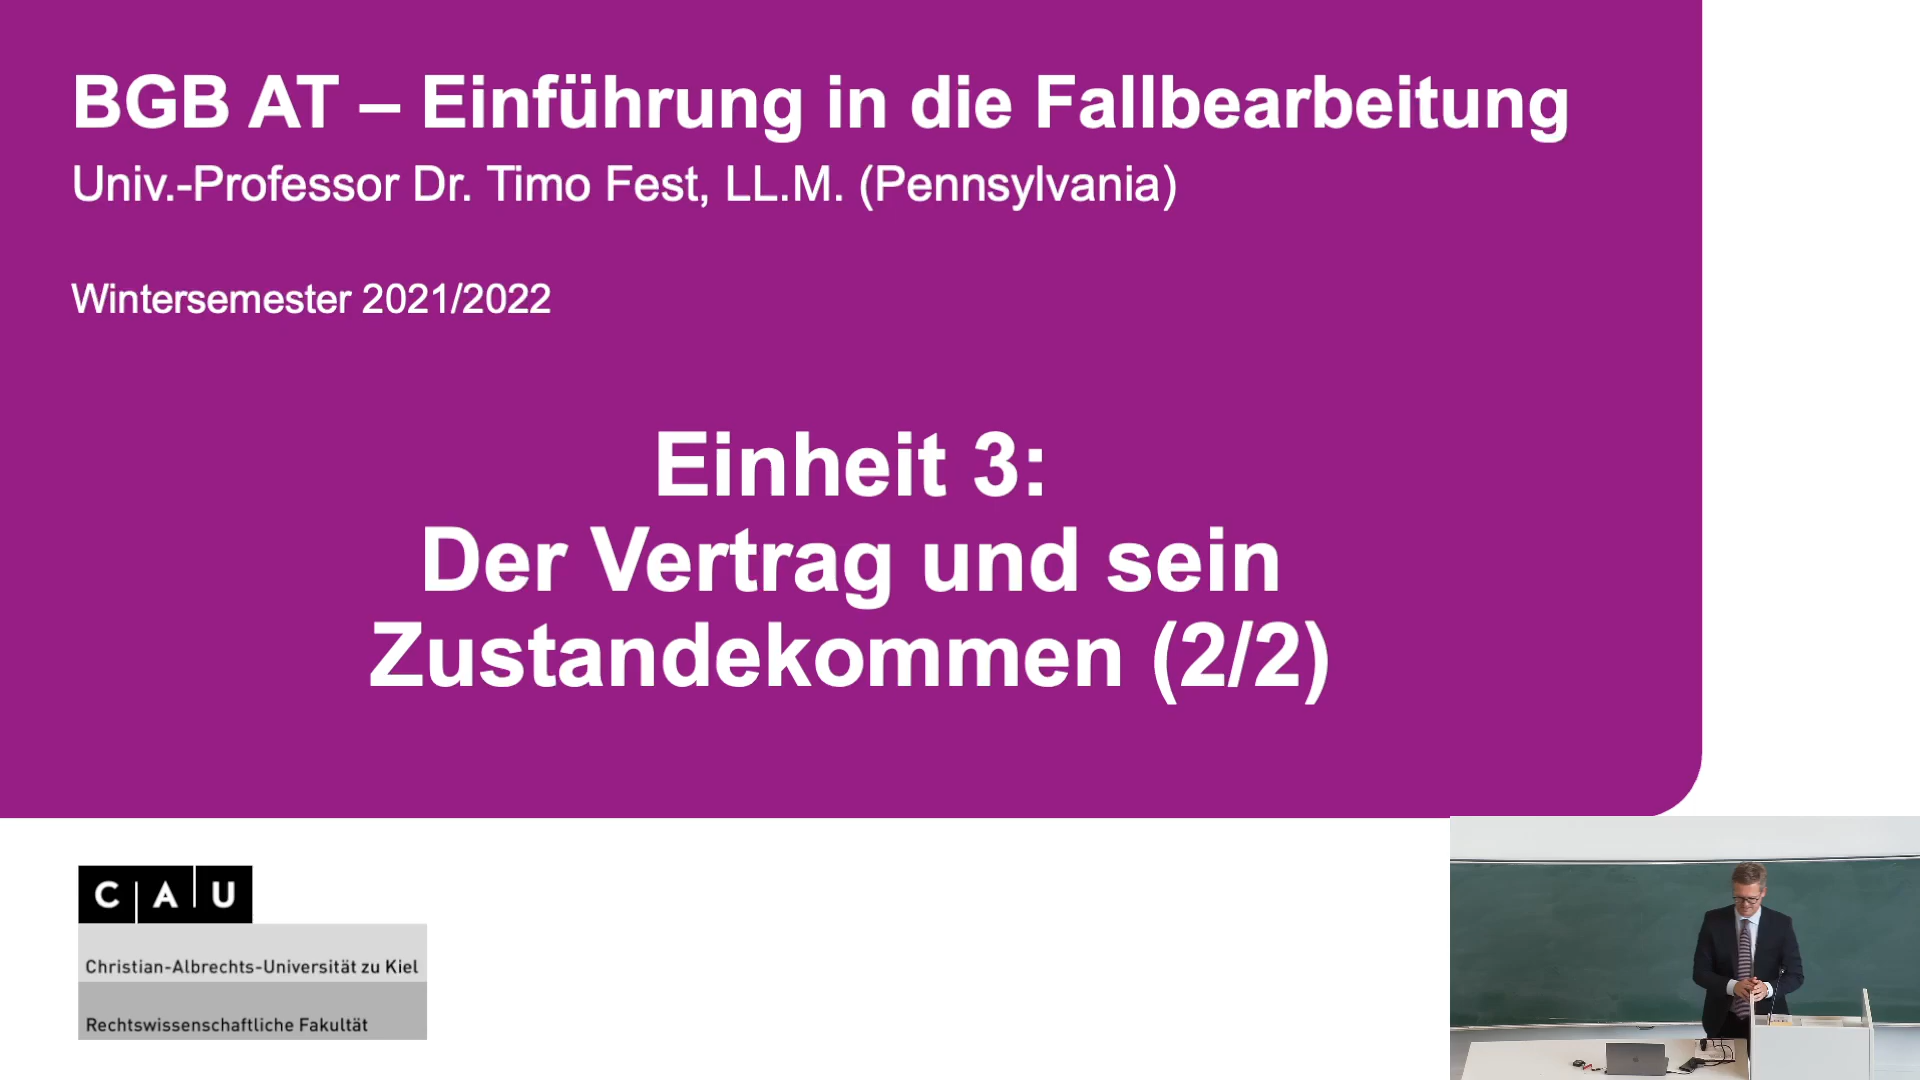 BGB AT – Einführung in die Fallbearbeitung
Univ.-Professor Dr. Timo Fest, LL.M. (Pennsylvania)
Wintersemester 2021/2022
Einheit 3:
Der Vertrag und sein
Zustandekommen (2/2)
C A U
Christian-Albrechts-Universität zu Kiel
Rechtswissenschaftliche Fakultät